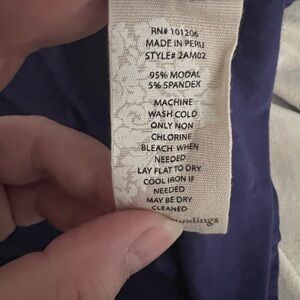 RN# 101206
MADE IN PERU
STYLE# 2AM02
95% MODAL
5% SPANDEX
MACHINE
WASH COLD
ONLY NON
CHLORINE
BLEACH WHEN
NEEDED
LAY FLAT TO DRY
COOL IRON IF
NEEDED
MAY BE DRY
CLEANED